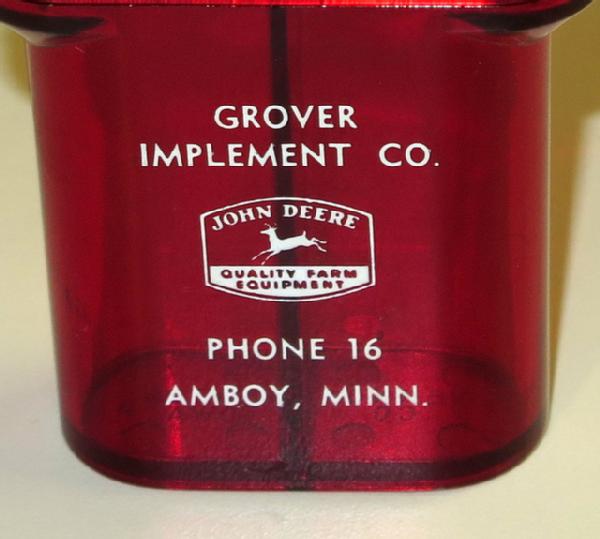 GROVER
IMPLEMENT CO.
JOHN DEERE
QUALITY FARM
EQUIPMENT
PHONE 16
AMBOY, MINN.